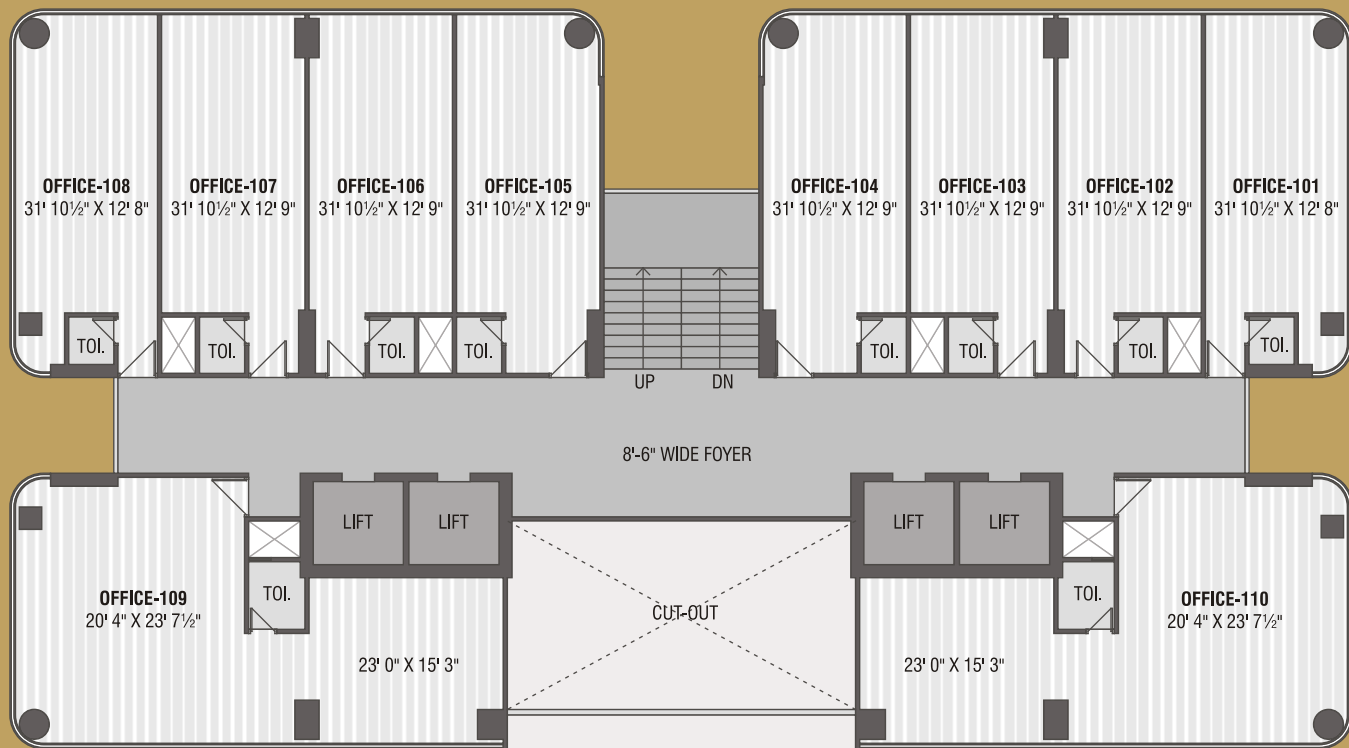 OFFICE-108
31' 10½" X 12' 8"
OFFICE-107
31' 10½" X 12' 9"
OFFICE-106
31' 10½" X 12' 9"
OFFICE-105
31' 10½" X 12' 9"
OFFICE-104
31' 10½" X 12' 9"
OFFICE-103
31' 10½" X 12' 9"
OFFICE-102
31' 10½" X 12' 9"
OFFICE-101
31' 10½" X 12' 8"
TOI.
TOI.
TOI.
TOI.
TOI.
TOI.
TOI.
TOI.
UP
DN
8'-6" WIDE FOYER
LIFT
LIFT
LIFT
LIFT
OFFICE-109
20' 4" X 23' 7½"
TOI.
CUT-OUT
TOI.
OFFICE-110
20' 4" X 23' 7½"
23' 0" X 15' 3"
23' 0" X 15' 3"